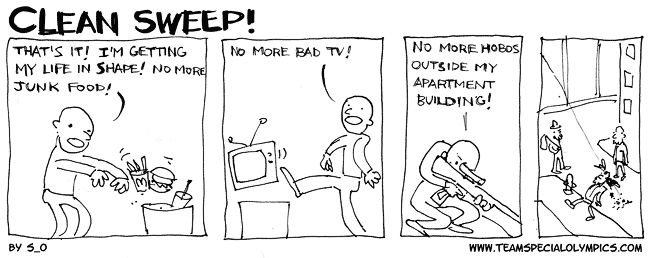 CLEAN SWEEP!
THAT'S IT! I'M GETTING
MY LIFE IN SHAPE! NO MORE
JUNK FOOD!
NO MORE BAD TV!
NO MORE HOBOS
OUTSIDE MY
APARTMENT
BUILDING!
BY S_O
WWW.TEAMSPECIALOLYMPICS.COM